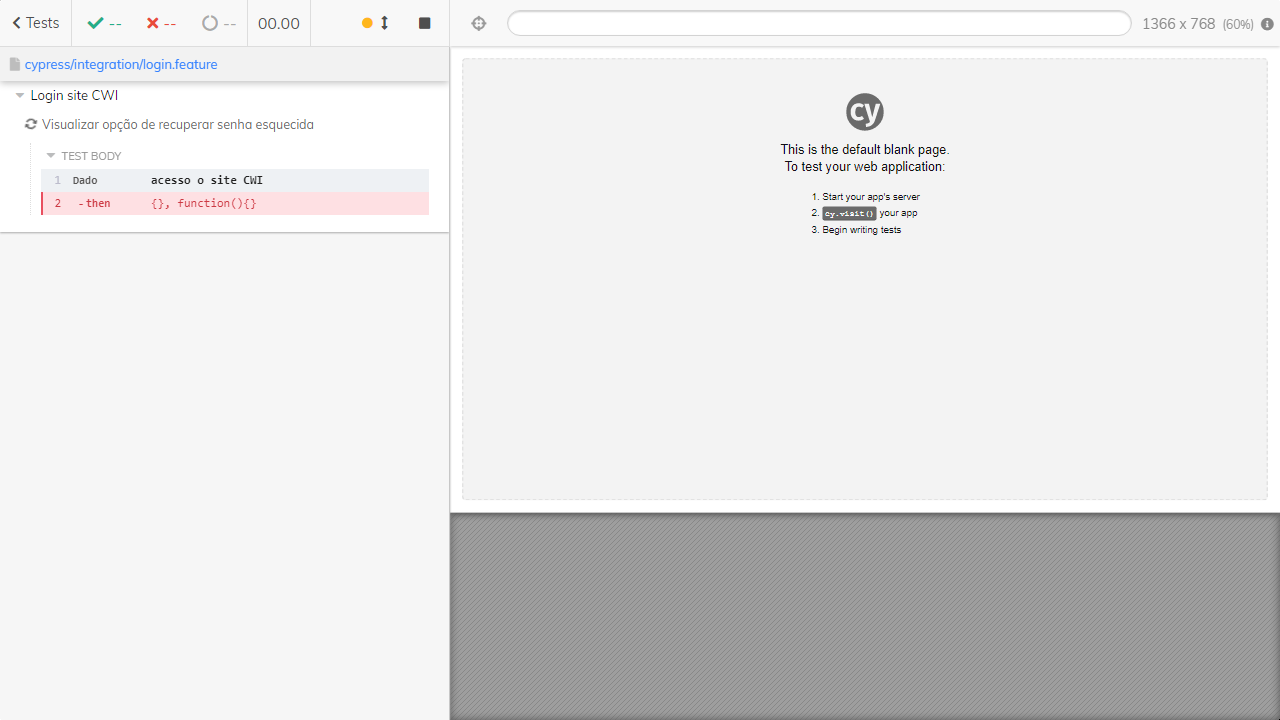 Tests
--
--
--
00.00
1366 x 768 (60%)
cypress/integration/login.feature
Login site CWI
Visualizar opção de recuperar senha esquecida
TEST BODY
1 Dado acesso o site CWI
2 -then {}, function(){}
cy
This is the default blank page.
To test your web application:
1. Start your app's server
2. cy.visit() your app
3. Begin writing tests